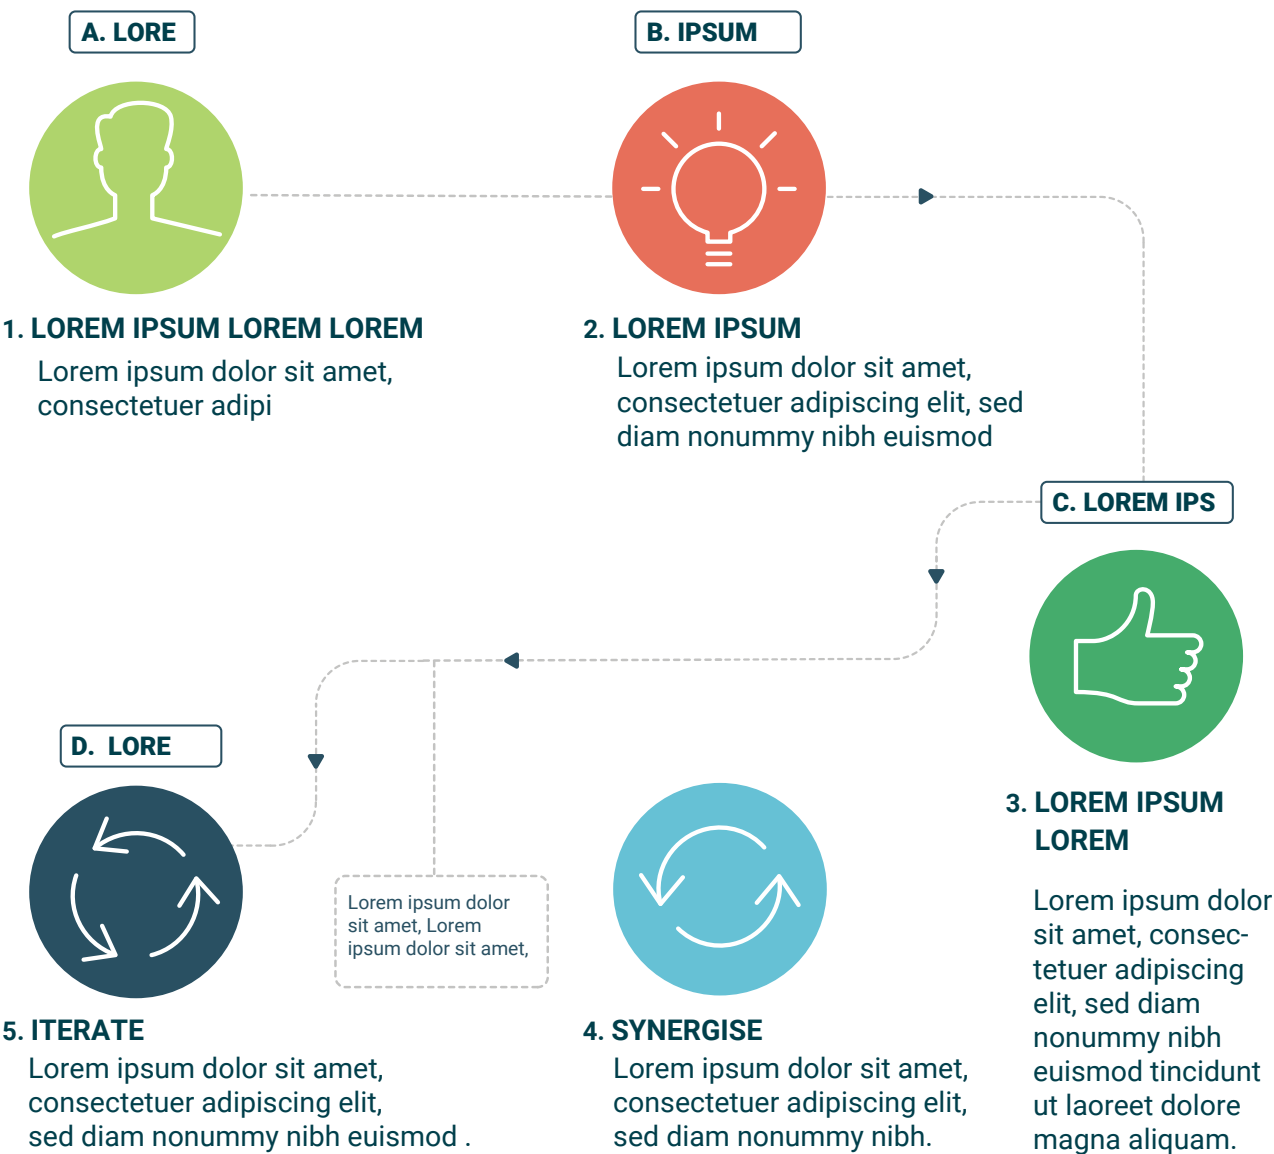 A. LORE
B. IPSUM
1. LOREM IPSUM LOREM LOREM
Lorem ipsum dolor sit amet,
consectetuer adipi
2. LOREM IPSUM
Lorem ipsum dolor sit amet,
consectetuer adipiscing elit, sed
diam nonummy nibh euismod
C. LOREM IPS
3. LOREM IPSUM
LOREM
Lorem ipsum dolor
sit amet, consec-
tetuer adipiscing
elit, sed diam
nonummy nibh
euismod tincidunt
ut laoreet dolore
magna aliquam.
D. LORE
Lorem ipsum dolor
sit amet, Lorem
ipsum dolor sit amet,
5. ITERATE
Lorem ipsum dolor sit amet,
consectetuer adipiscing elit,
sed diam nonummy nibh euismod .
4. SYNERGISE
Lorem ipsum dolor sit amet,
consectetuer adipiscing elit,
sed diam nonummy nibh.